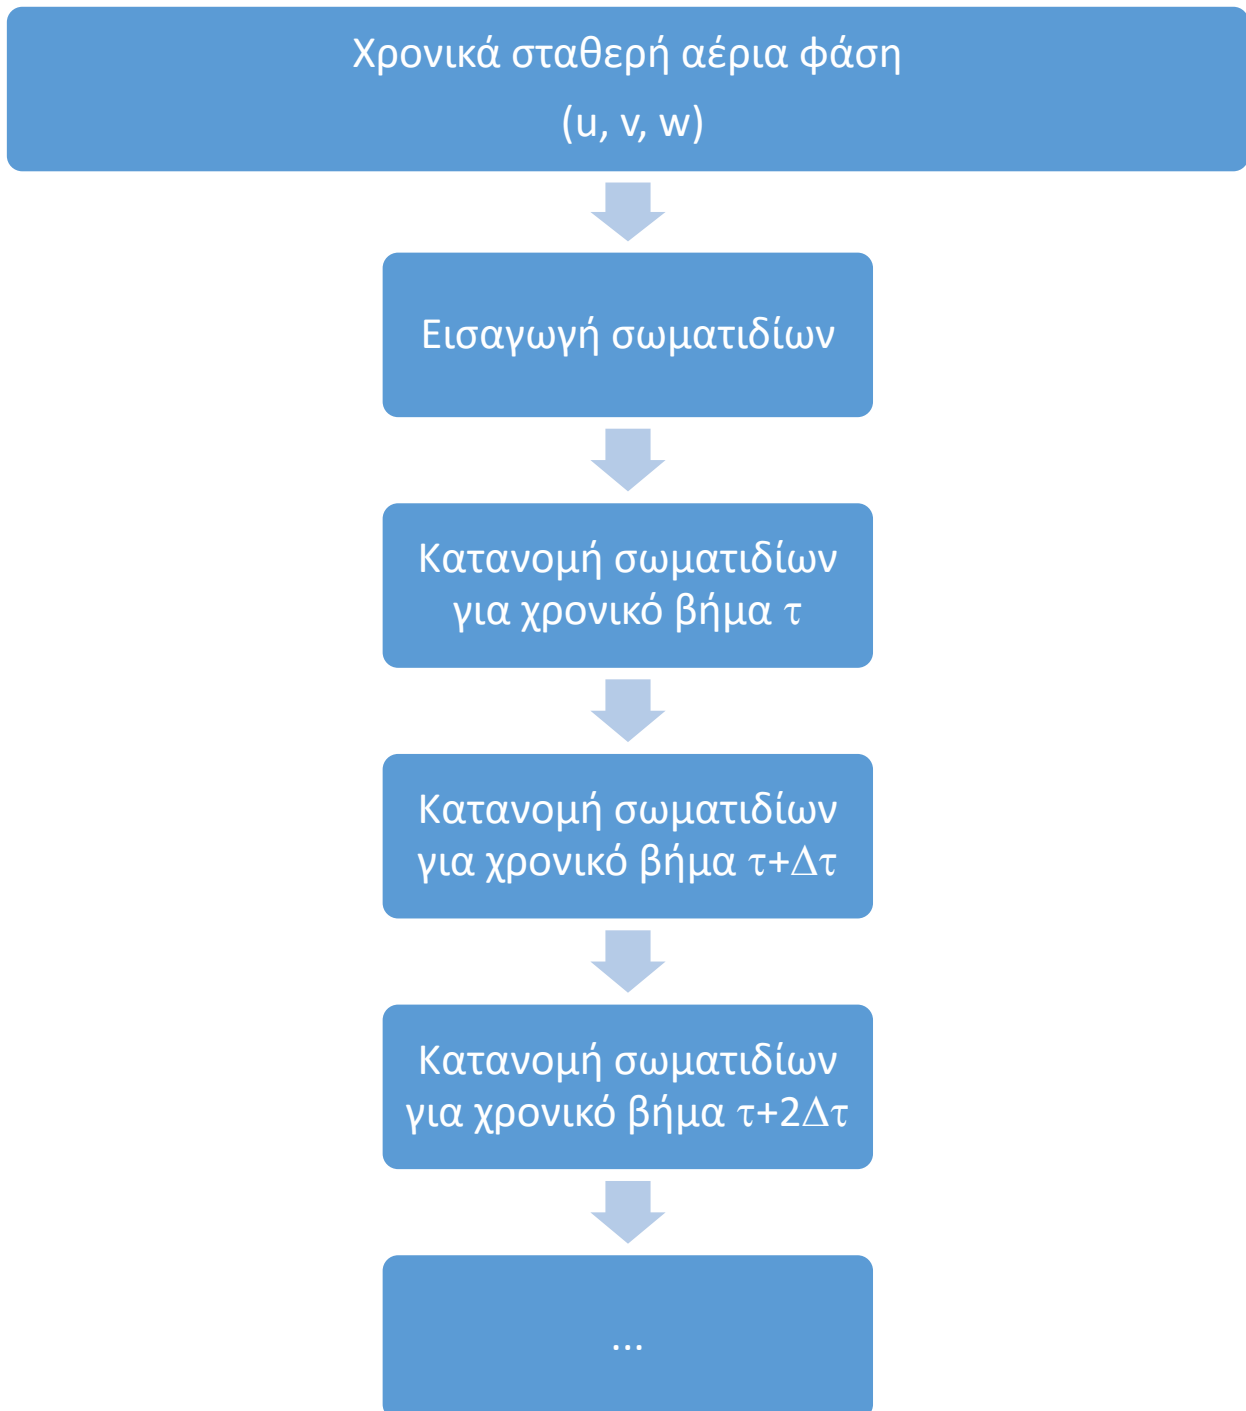 Χρονικά σταθερή αέρια φάση
(u, v, w)
Εισαγωγή σωματιδίων
Κατανομή σωματιδίων
για χρονικό βήμα τ
Κατανομή σωματιδίων
για χρονικό βήμα τ+Δτ
Κατανομή σωματιδίων
για χρονικό βήμα τ+2Δτ
...